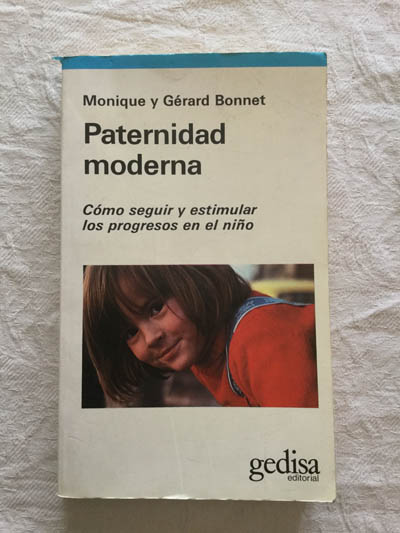 Monique y Gérard Bonnet
Paternidad
moderna
Cómo seguir y estimular
los progresos en el niño
gedisa
editorial